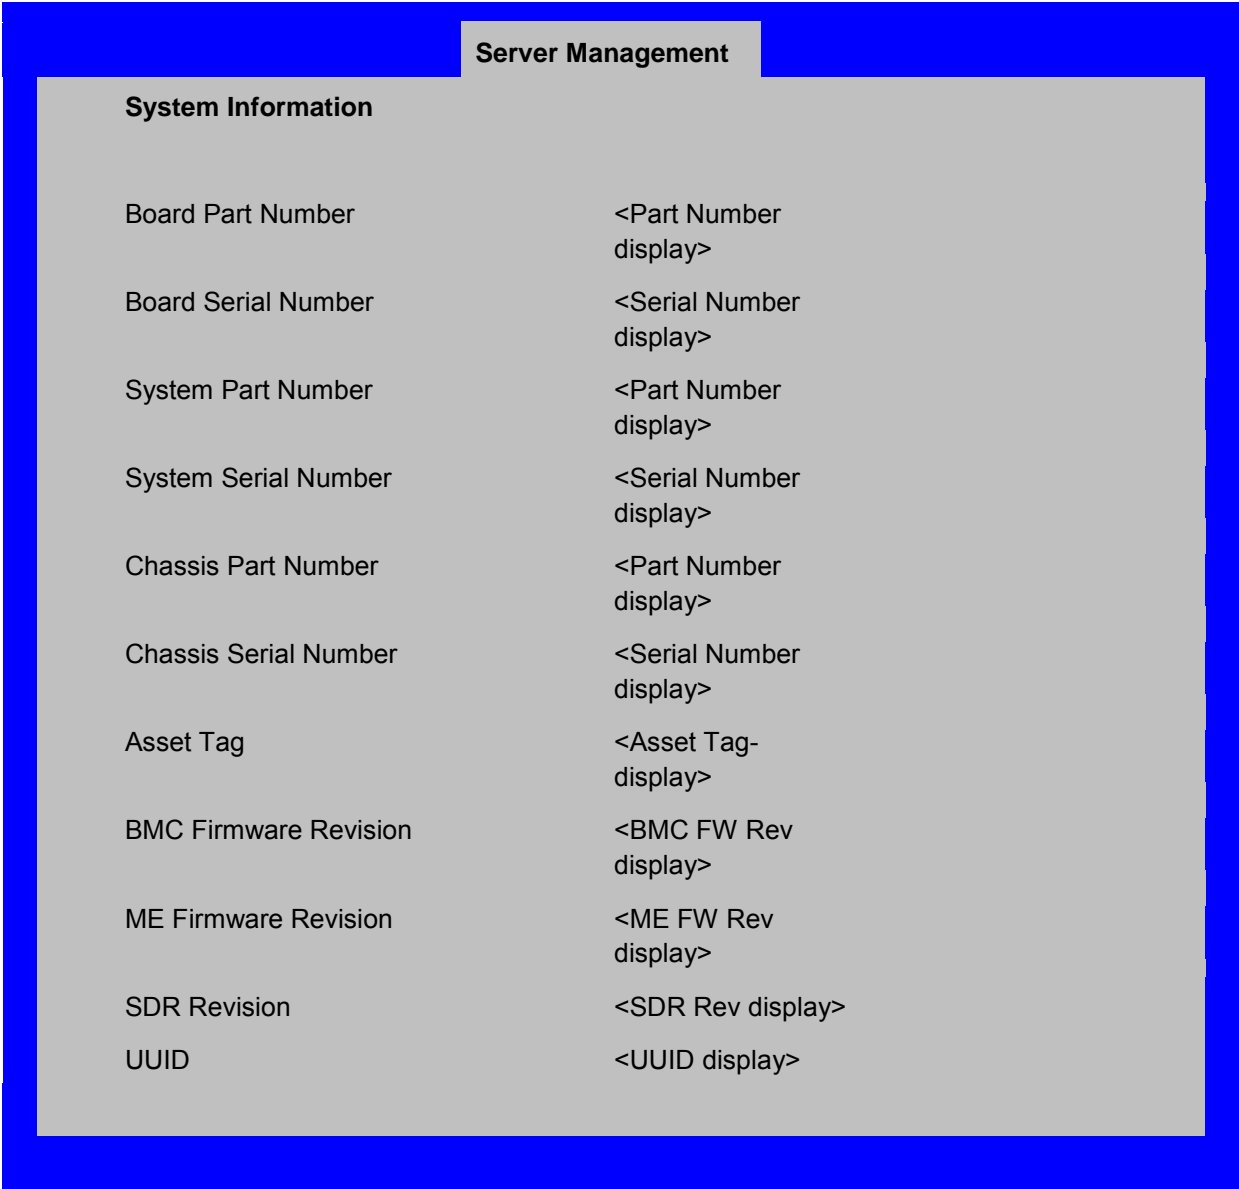 Server Management
System Information
Board Part Number <Part Number
display>
Board Serial Number <Serial Number
display>
System Part Number <Part Number
display>
System Serial Number <Serial Number
display>
Chassis Part Number <Part Number
display>
Chassis Serial Number <Serial Number
display>
Asset Tag <Asset Tag-
display>
BMC Firmware Revision <BMC FW Rev
display>
ME Firmware Revision <ME FW Rev
display>
SDR Revision <SDR Rev display>
UUID <UUID display>